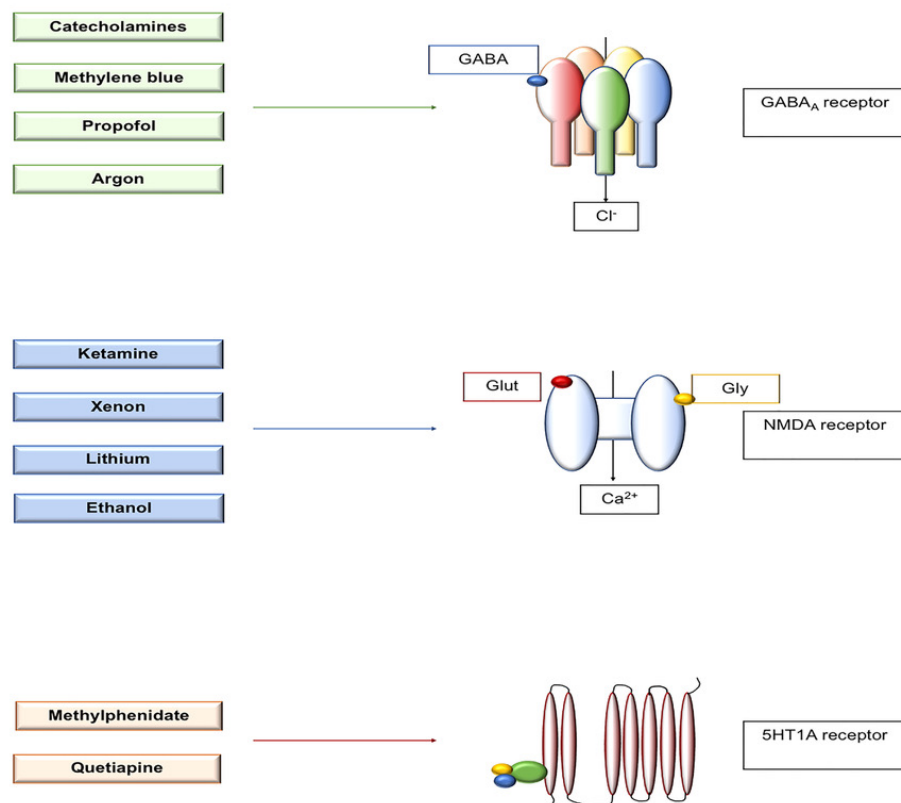 Catecholamines
Methylene blue
Propofol
Argon
GABA
GABAA receptor
Cl-
Ketamine
Xenon
Lithium
Ethanol
Glut
Gly
NMDA receptor
Ca2+
Methylphenidate
Quetiapine
5HT1A receptor